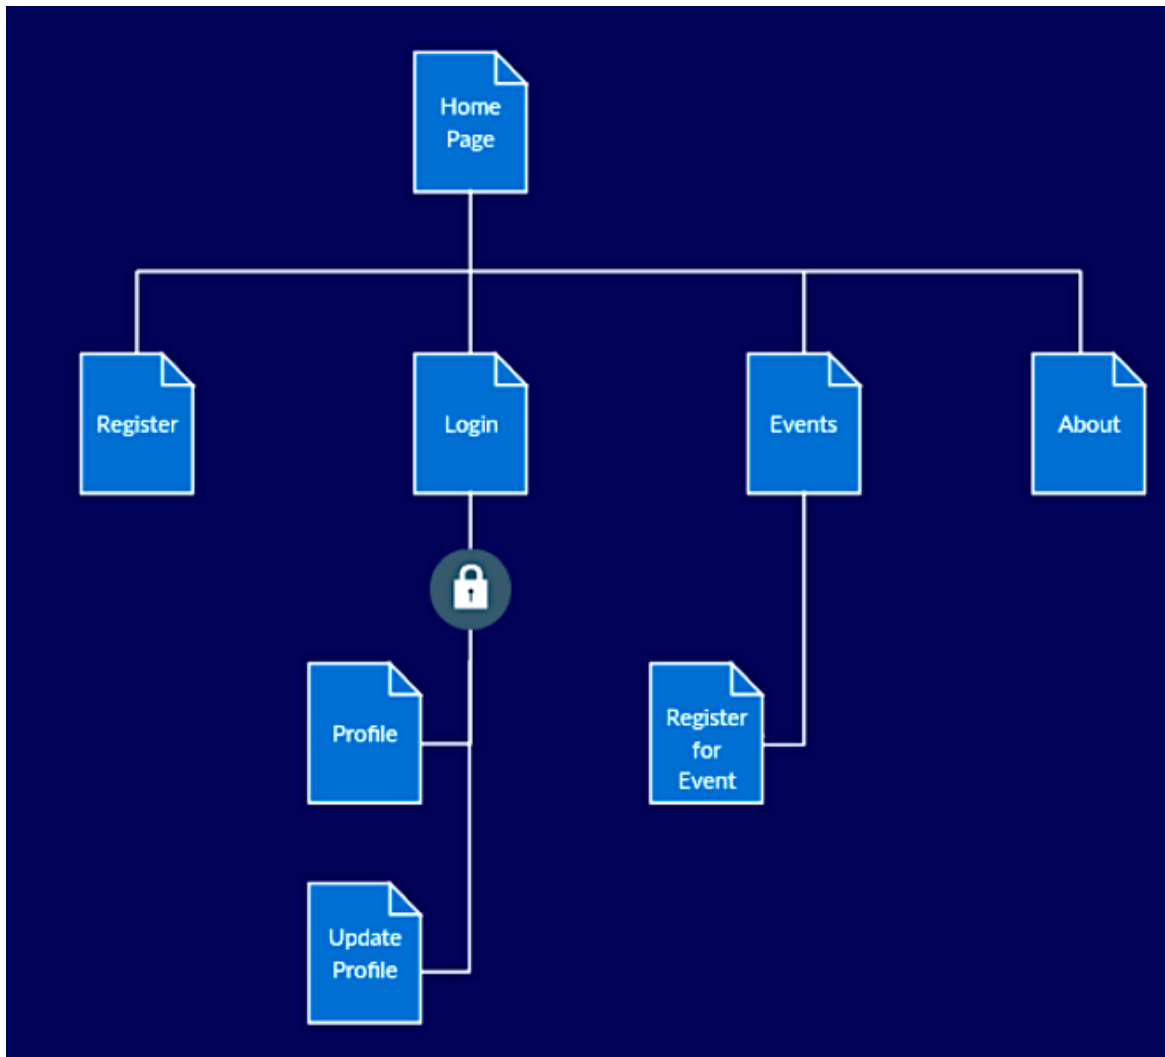 Home
Page
Register
Login
Events
About
Profile
Register
for
Event
Update
Profile